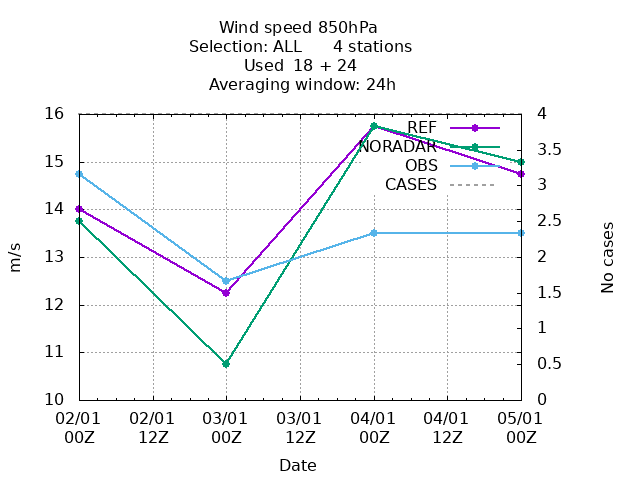 Wind speed 850hPa
Selection: ALL 4 stations
Used 18 + 24
Averaging window: 24h
16
15
14
13
12
11
10
m/s
4
3.5
3
2.5
2
1.5
1
0.5
0
No cases
REF
NORADAR
OBS
CASES
02/01 02/01 03/01 03/01 04/01 04/01 05/01
00Z 12Z 00Z 12Z 00Z 12Z 00Z
Date